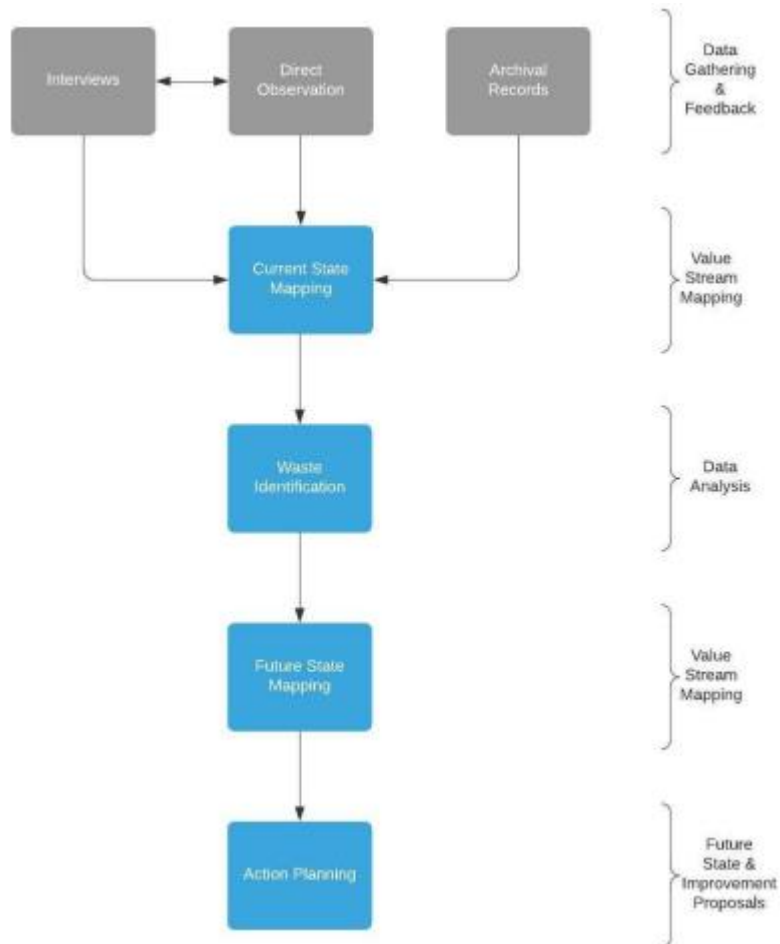 Interviews
Direct
Observation
Archival
Records
Data
Gathering
&
Feedback
Current State
Mapping
Value
Stream
Mapping
Waste
Identification
Data
Analysis
Future State
Mapping
Value
Stream
Mapping
Action Planning
Future
State &
Improvement
Proposals